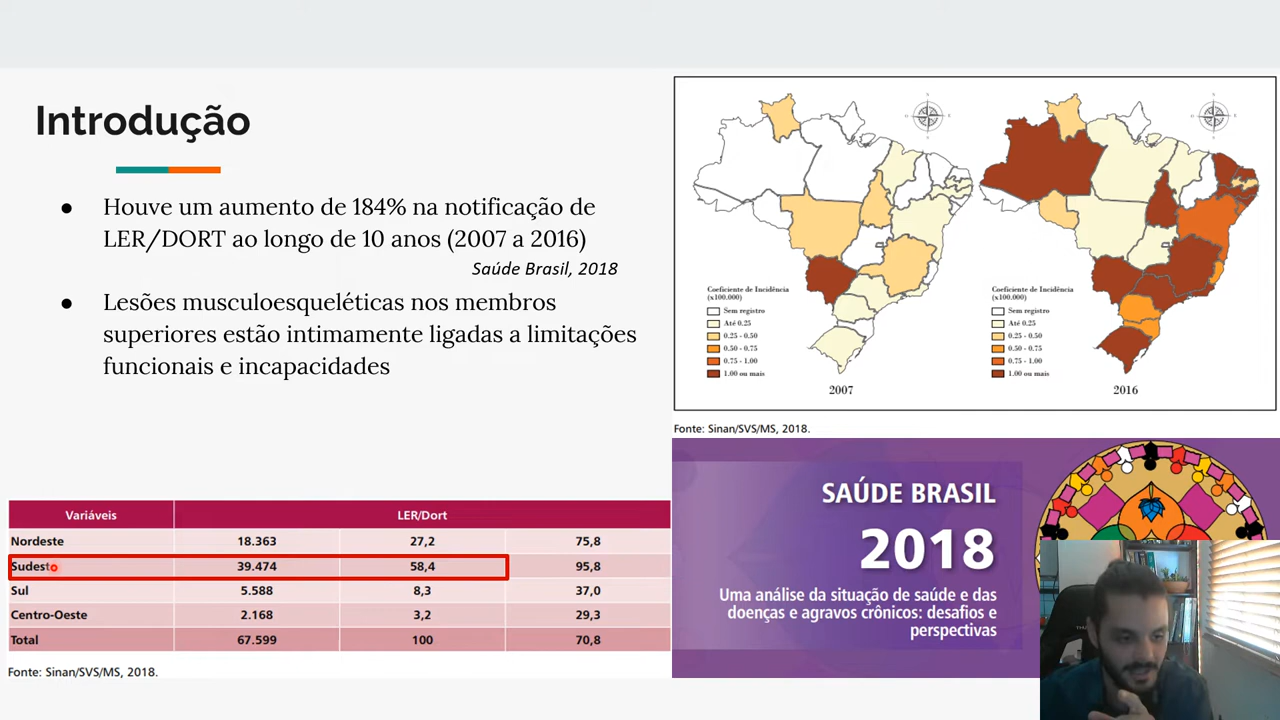 Introdução
● Houve um aumento de 184% na notificação de
LER/DORT ao longo de 10 anos (2007 a 2016)
Saúde Brasil, 2018
● Lesões musculoesqueléticas nos membros
superiores estão intinamente ligadas a limitações
funcionais e incapacidades
Variáveis LER/Dort
Nordeste 18.363 27,2 75,8
Sudeste 39.474 58,4 95,8
Sul 5.588 8,3 37,0
Centro-Oeste 2.168 3,2 29,3
Total 67.599 100 70,8
Fonte: Sinan/SVS/MS, 2018.
N
O E
S
Coeficiente de Incidência
(x100.000)
Sem registro
Até 0.25
0.25 - 0.50
0.50 - 0.75
0.75 - 1.00
1.00 ou mais
2007
N
O E
S
Coeficiente de Incidência
(x100.000)
Sem registro
Até 0.25
0.25 - 0.50
0.50 - 0.75
0.75 - 1.00
1.00 ou mais
2016
Fonte: Sinan/SVS/MS, 2018.
SAÚDE BRASIL
2018
Uma análise da situação de saúde e das
doenças e agravos crônicos: desafios e
perspectivas